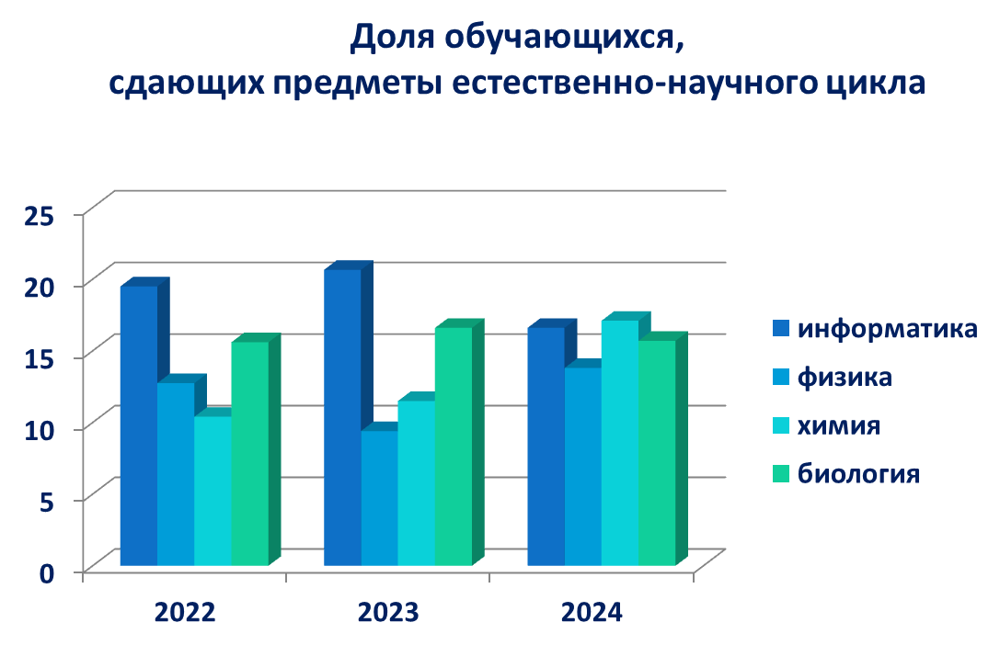 Доля обучающихся,
сдающих предметы естественно-научного цикла
25
20
15
10
5
0
2022
2023
2024
информатика
физика
химия
биология